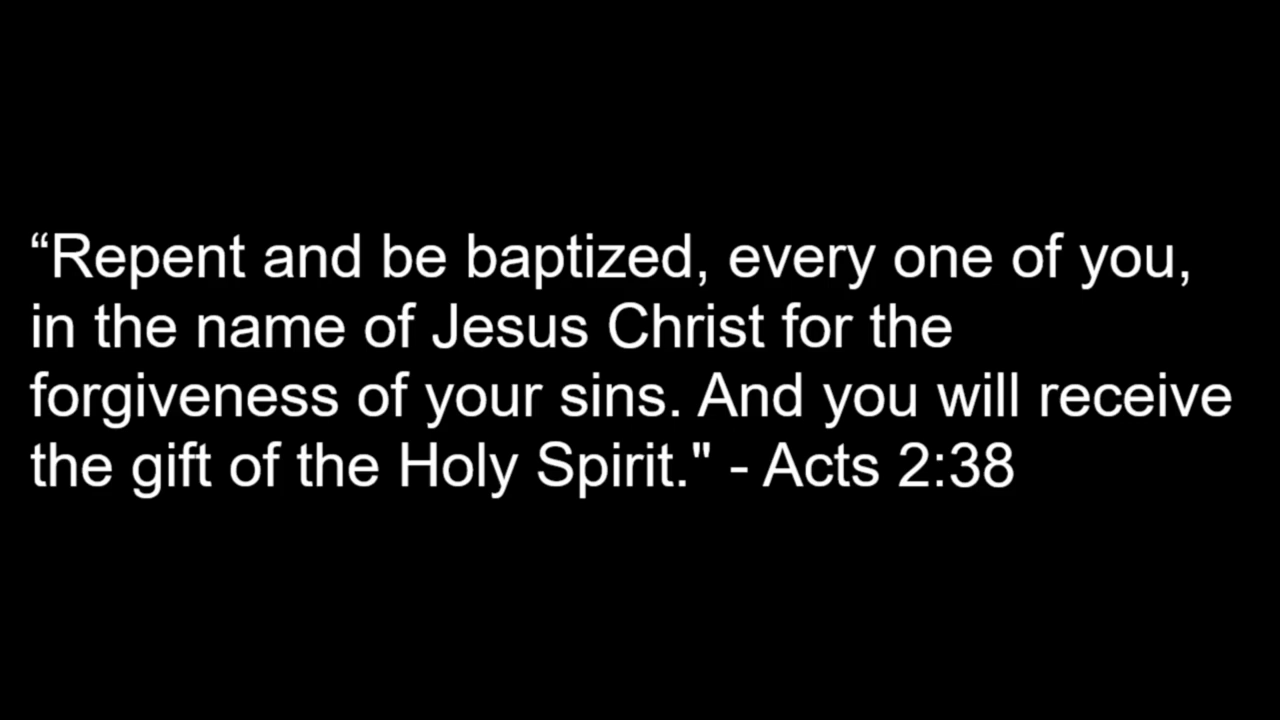 “Repent and be baptized, every one of you,
in the name of Jesus Christ for the
forgiveness of your sins. And you will receive
the gift of the Holy Spirit." - Acts 2:38